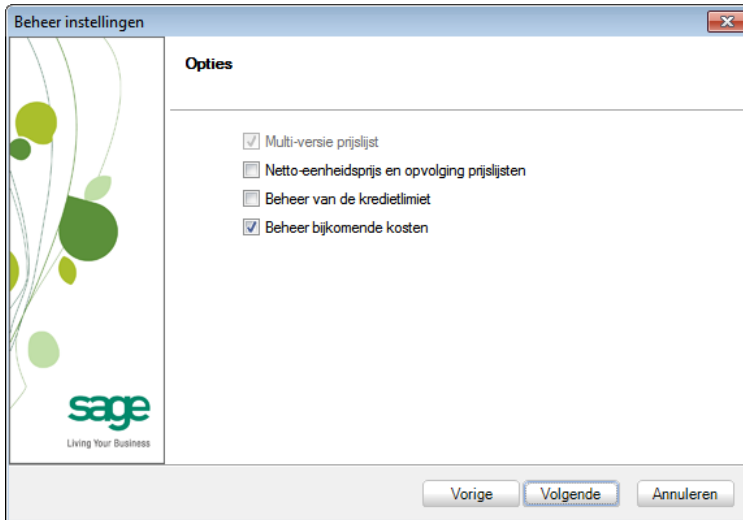 Beheer instellingen
Opties
Multi-versie prijslijst
Netto-eenheidsprijs en opvolging prijslijsten
Beheer van de kredietlimiet
Beheer bijkomende kosten
sage
Living Your Business
Vorige
Volgende
Annuleren